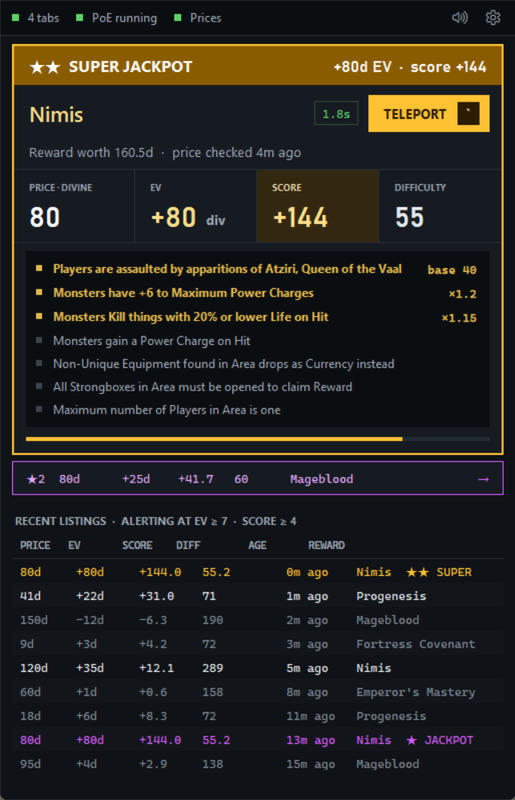 4 tabs PoE running Prices
★★ SUPER JACKPOT +80d EV · score +144
Nimis 1.8s TELEPORT `
Reward worth 160.5d · price checked 4m ago
PRICE·DIVINE EV SCORE DIFFICULTY
80 +80 div +144 55
Players are assaulted by apparitions of Atziri, Queen of the Vaal base 40
Monsters have +6 to Maximum Power Charges ×1.2
Monsters Kill things with 20% or lower Life on Hit ×1.15
Monsters gain a Power Charge on Hit
Non-Unique Equipment found in Area drops as Currency instead
All Strongboxes in Area must be opened to claim Reward
Maximum number of Players in Area is one
★2 80d +25d +41.7 60 Mageblood →
RECENT LISTINGS · ALERTING AT EV ≥ 7 · SCORE ≥ 4
PRICE EV SCORE DIFF AGE REWARD
80d +80d +144.0 55.2 0m ago Nimis ★★ SUPER
41d +22d +31.0 71 1m ago Progenesis
150d −12d −6.3 190 2m ago Mageblood
9d +3d +4.2 72 3m ago Fortress Covenant
120d +35d +12.1 289 5m ago Nimis
60d +1d +0.6 158 8m ago Emperor's Mastery
18d +6d +8.3 72 11m ago Progenesis
80d +80d +144.0 55.2 13m ago Nimis ★ JACKPOT
95d +4d +2.9 138 15m ago Mageblood